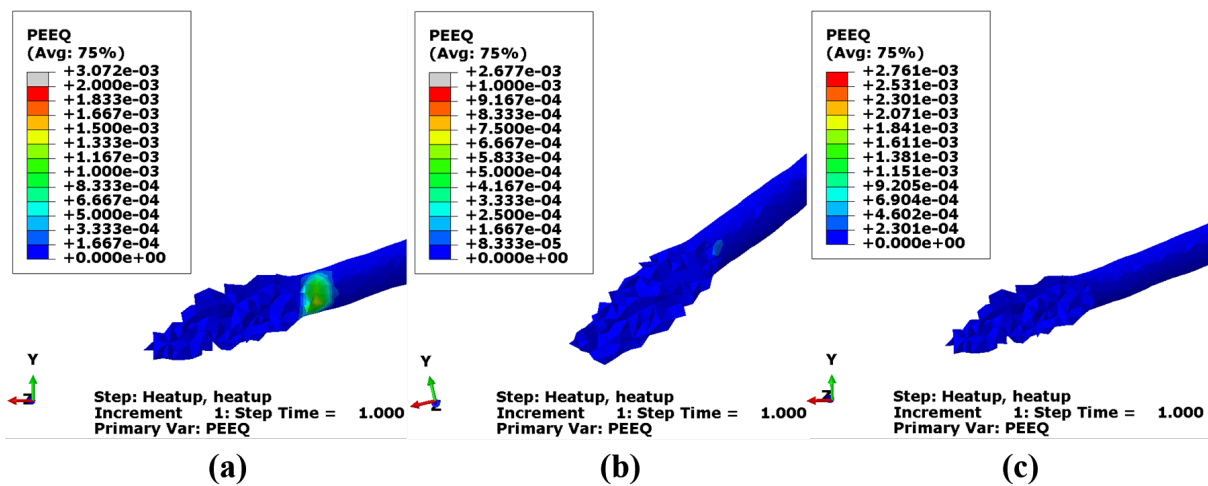 PEEQ
(Avg: 75%)
+3.072e-03
+2.000e-03
+1.833e-03
+1.667e-03
+1.500e-03
+1.333e-03
+1.167e-03
+1.000e-03
+8.333e-04
+6.667e-04
+5.000e-04
+3.333e-04
+1.667e-04
+0.000e+00
Y
Z
Step: Heatup, heatup
Increment 1: Step Time = 1.000
Primary Var: PEEQ
(a)
PEEQ
(Avg: 75%)
+2.677e-03
+1.000e-03
+9.167e-04
+8.333e-04
+7.500e-04
+6.667e-04
+5.833e-04
+5.000e-04
+4.167e-04
+3.333e-04
+2.500e-04
+1.667e-04
+8.333e-05
+0.000e+00
Y
Z
Step: Heatup, heatup
Increment 1: Step Time = 1.000
Primary Var: PEEQ
(b)
PEEQ
(Avg: 75%)
+2.761e-03
+2.531e-03
+2.301e-03
+2.071e-03
+1.841e-03
+1.611e-03
+1.381e-03
+1.151e-03
+9.205e-04
+6.904e-04
+4.602e-04
+2.301e-04
+0.000e+00
Y
Z
Step: Heatup, heatup
Increment 1: Step Time = 1.000
Primary Var: PEEQ
(c)